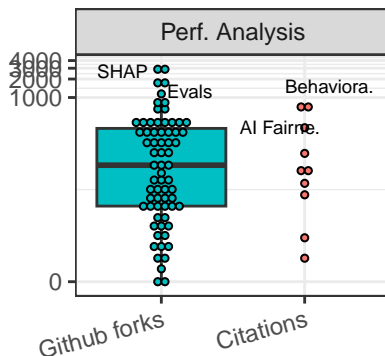 Perf. Analysis
4000
3000
2000
1000
0
SHAP
Evals
Behaviora.
AI Fairne.
Github forks
Citations